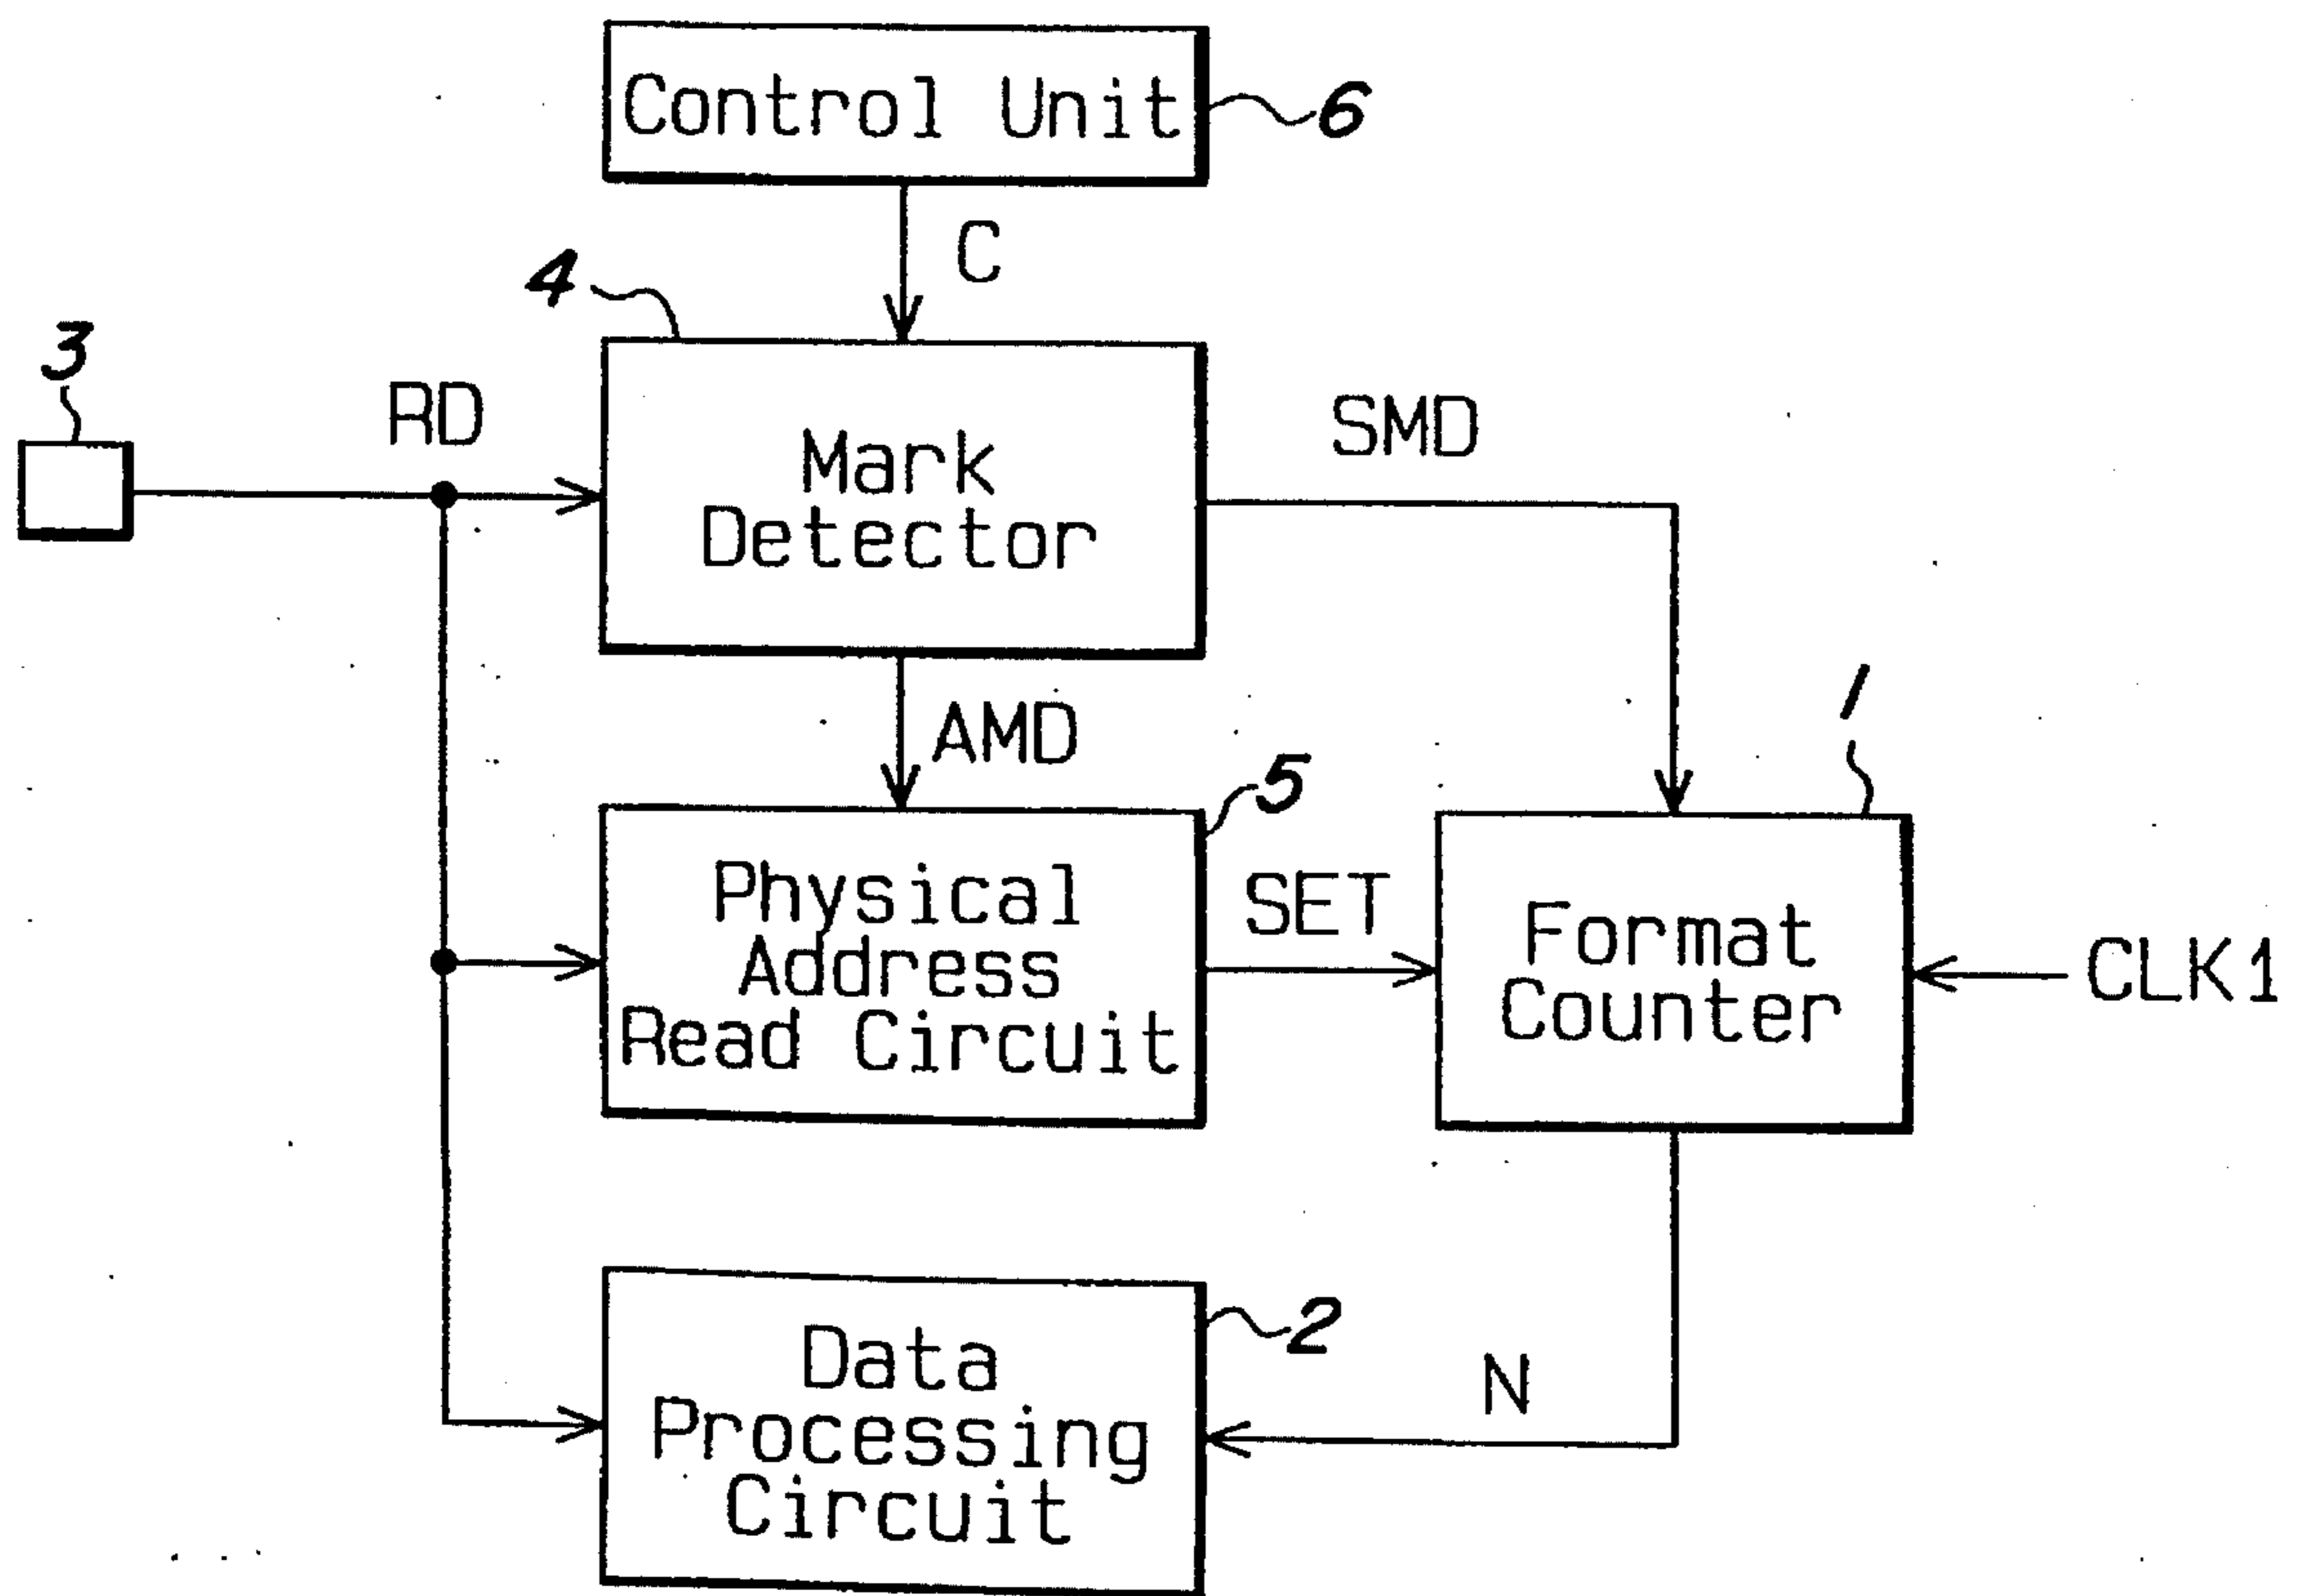 Control Unit
6
C
4
3
RD
Mark
Detector
SMD
AMD
1
5
Physical
Address
Read Circuit
SET
Format
Counter
CLK1
2
Data
Processing
Circuit
N